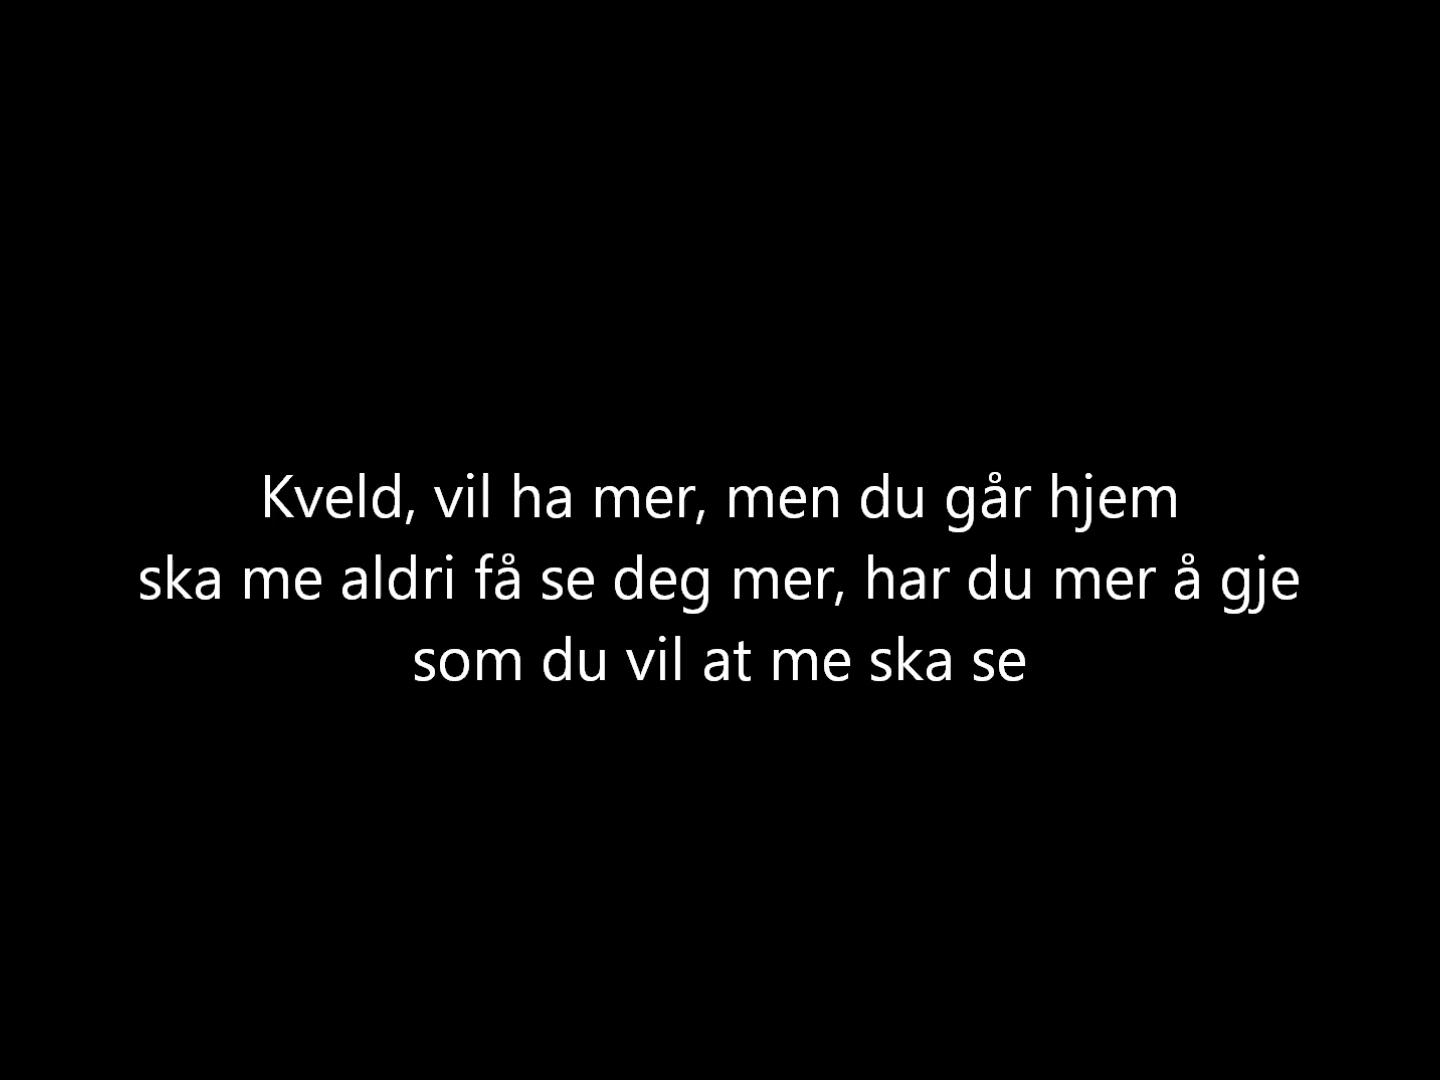 Kveld, vil ha mer, men du går hjem
ska me aldri få se deg mer, har du mer å gje
som du vil at me ska se